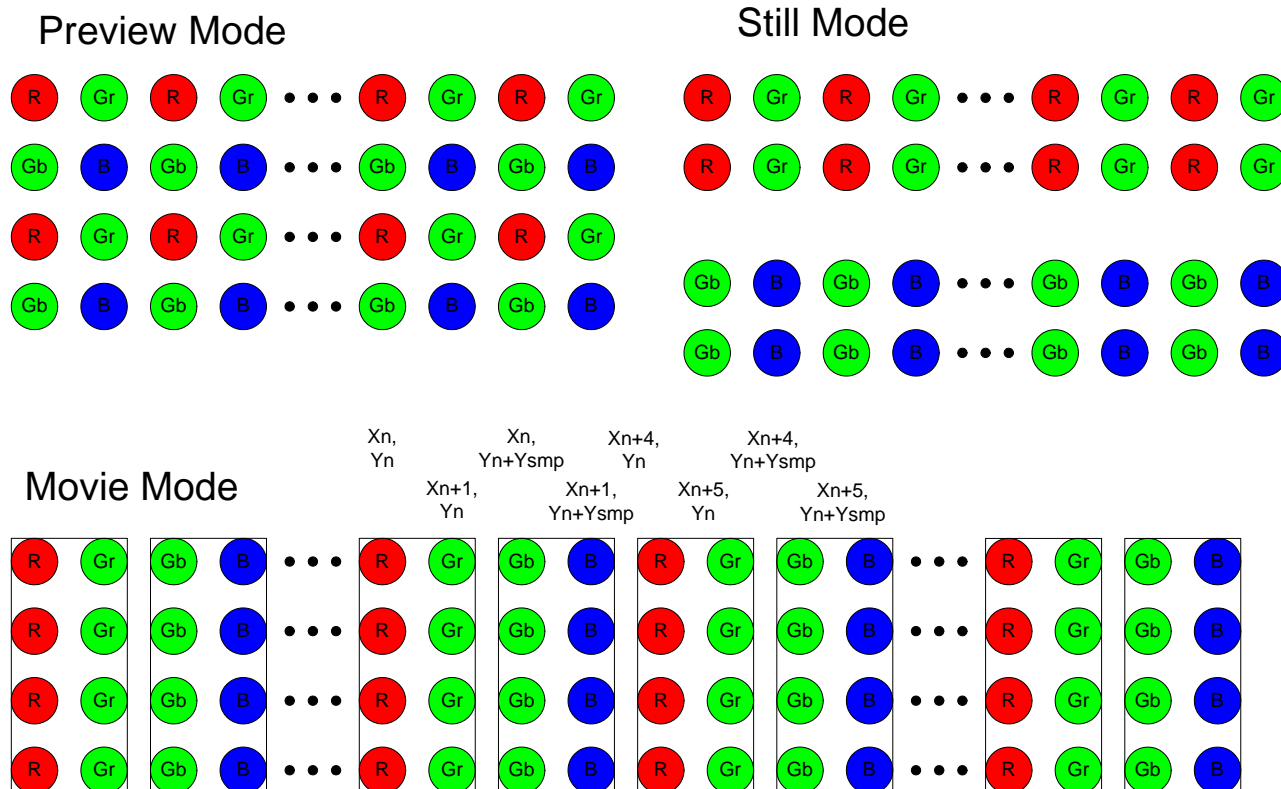 Preview Mode
Still Mode
R Gr R Gr • • • R Gr R Gr
R Gr R Gr • • • R Gr R Gr
Gb B Gb B • • • Gb B Gb B
R Gr R Gr • • • R Gr R Gr
R Gr R Gr • • • R Gr R Gr
Gb B Gb B • • • Gb B Gb B
Gb B Gb B • • • Gb B Gb B
Gb B Gb B • • • Gb B Gb B
Movie Mode
Xn,
Yn
Xn+1,
Yn
Xn,
Yn+Ysmp
Xn+1,
Yn+Ysmp
Xn+4,
Yn
Xn+5,
Yn
Xn+4,
Yn+Ysmp
Xn+5,
Yn+Ysmp
R Gr Gb B • • • R Gr Gb B R Gr Gb B • • • R Gr Gb B
R Gr Gb B • • • R Gr Gb B R Gr Gb B • • • R Gr Gb B
R Gr Gb B • • • R Gr Gb B R Gr Gb B • • • R Gr Gb B
R Gr Gb B • • • R Gr Gb B R Gr Gb B • • • R Gr Gb B